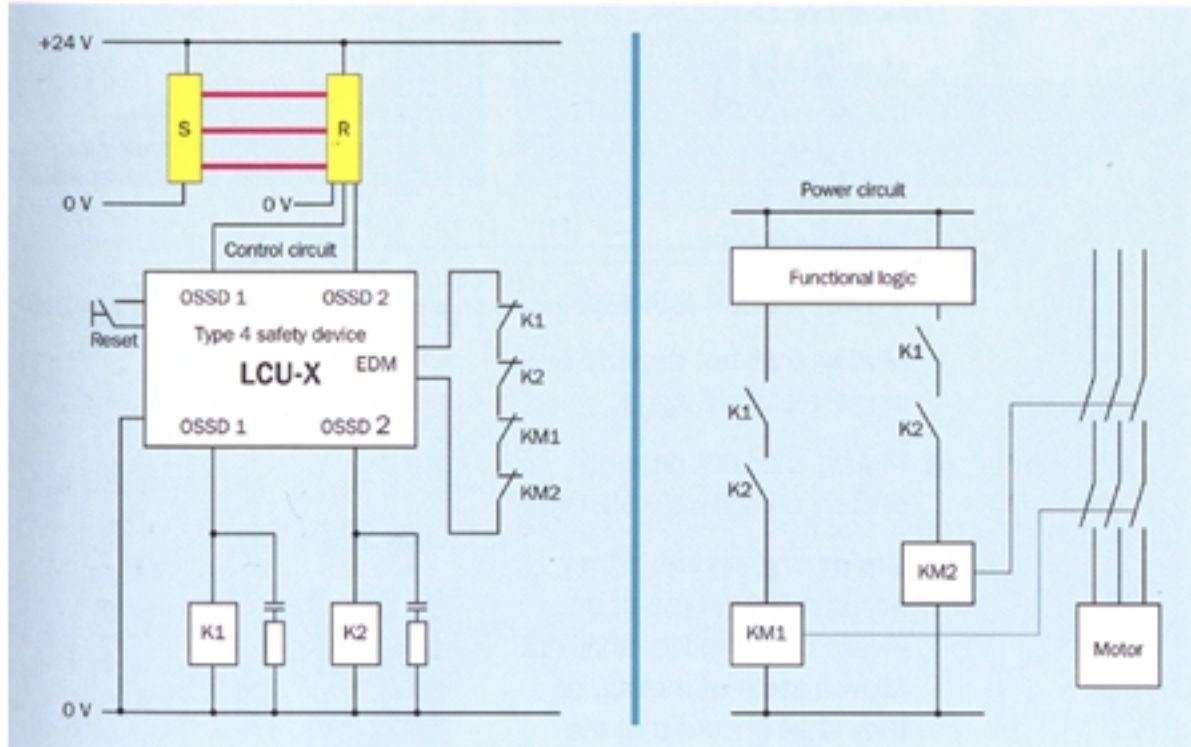 +24 V
S
R
0 V
0 V
Control circuit
OSSD 1
OSSD 2
Reset
Type 4 safety device
LCU-X
EDM
OSSD 1
OSSD 2
K1
K2
KM1
KM2
K1
K2
0 V
Power circuit
Functional logic
K1
K2
K1
K2
KM2
KM1
Motor